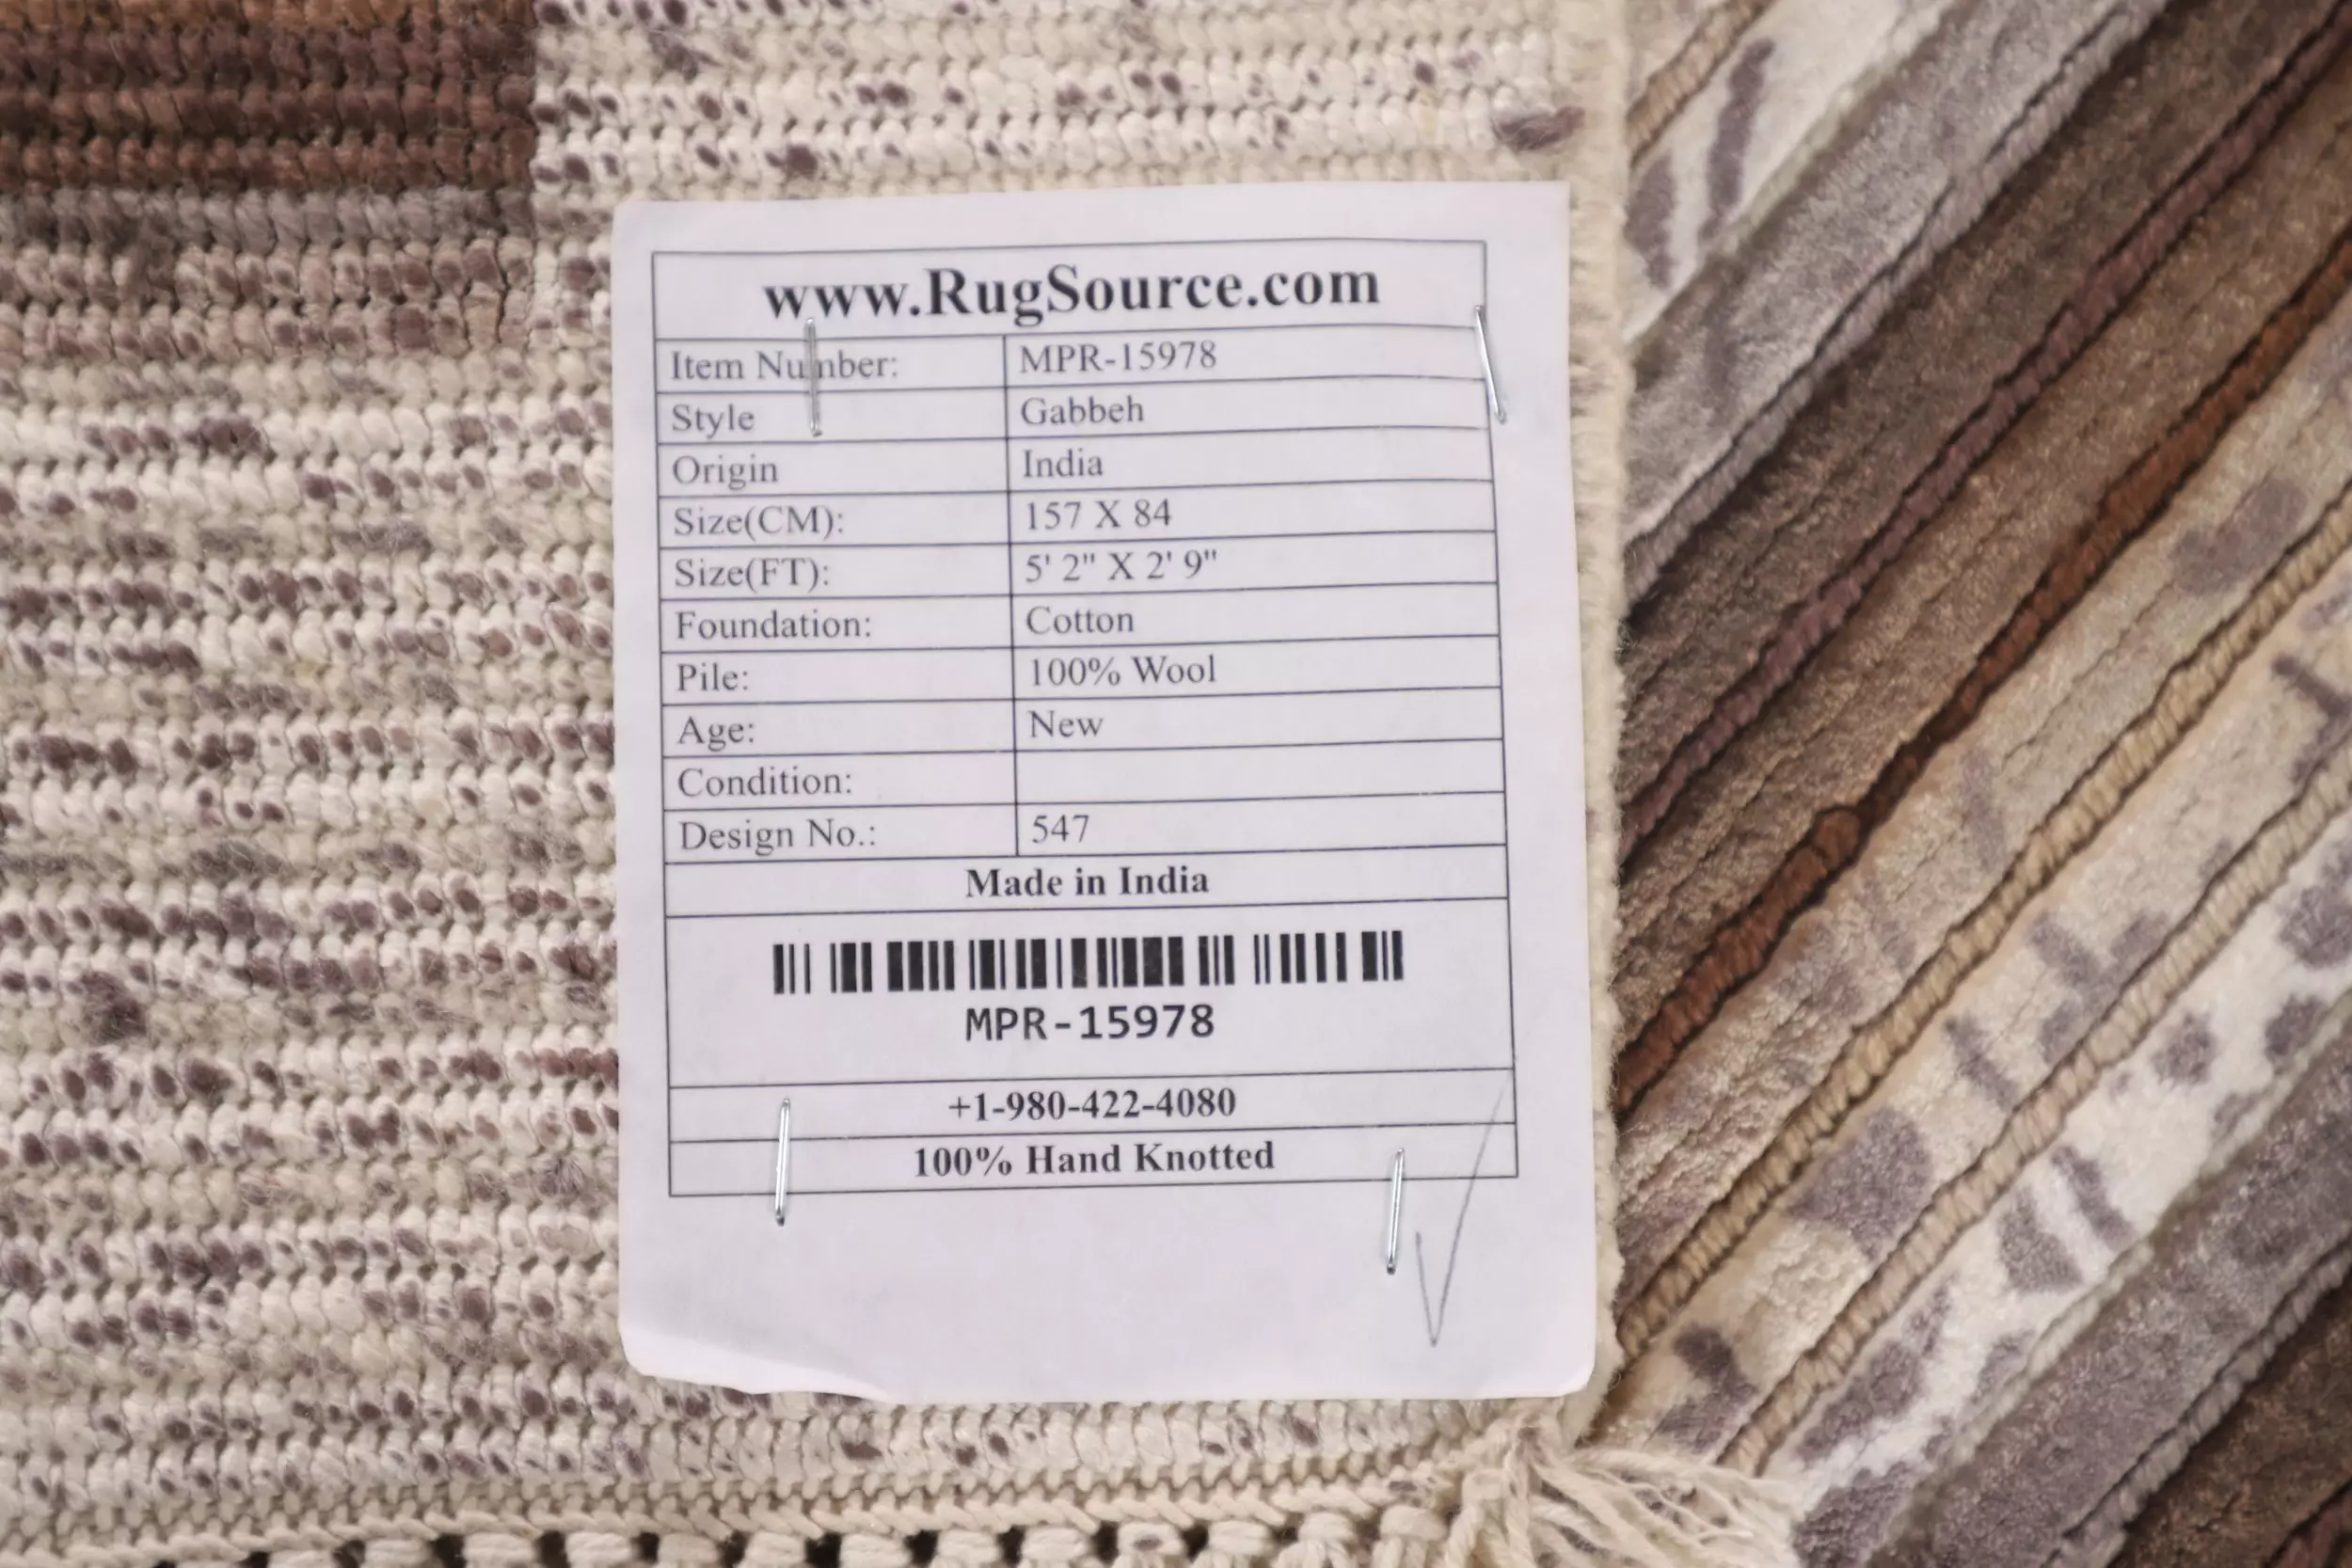 www.RugSource.com
Item Number: MPR-15978
Style Gabbeh
Origin India
Size(CM): 157 X 84
Size(FT): 5' 2" X 2' 9"
Foundation: Cotton
Pile: 100% Wool
Age: New
Condition:
Design No.: 547
Made in India
MPR-15978
+1-980-422-4080
100% Hand Knotted